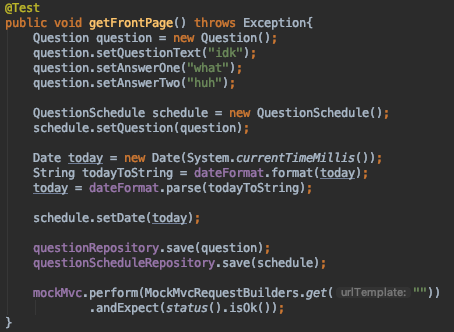 @Test
public void getFrontPage() throws Exception{
    Question question = new Question();
    question.setQuestionText("idk");
    question.setAnswerOne("what");
    question.setAnswerTwo("huh");

    QuestionSchedule schedule = new QuestionSchedule();
    schedule.setQuestion(question);

    Date today = new Date(System.currentTimeMillis());
    String todayToString = dateFormat.format(today);
    today = dateFormat.parse(todayToString);

    schedule.setDate(today);

    questionRepository.save(question);
    questionScheduleRepository.save(schedule);

    mockMvc.perform(MockMvcRequestBuilders.get( urlTemplate: ""))
            .andExpect(status().isOk());
}